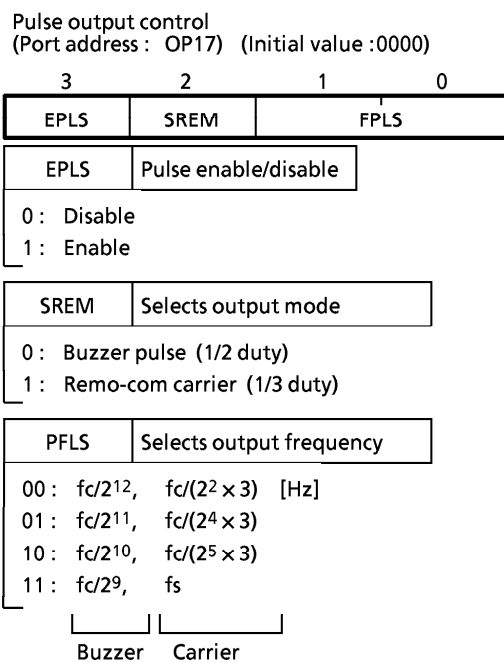 Pulse output control
(Port address : OP17) (Initial value :0000)
3 2 1 0
EPLS SREM FPLS
EPLS Pulse enable/disable
0 : Disable
1 : Enable
SREM Selects output mode
0 : Buzzer pulse (1/2 duty)
1 : Remo-com carrier (1/3 duty)
PFLS Selects output frequency
00 : fc/2¹², fc/(2² × 3) [Hz]
01 : fc/2¹¹, fc/(2⁴ × 3)
10 : fc/2¹⁰, fc/(2⁵ × 3)
11 : fc/2⁹, fs
Buzzer Carrier